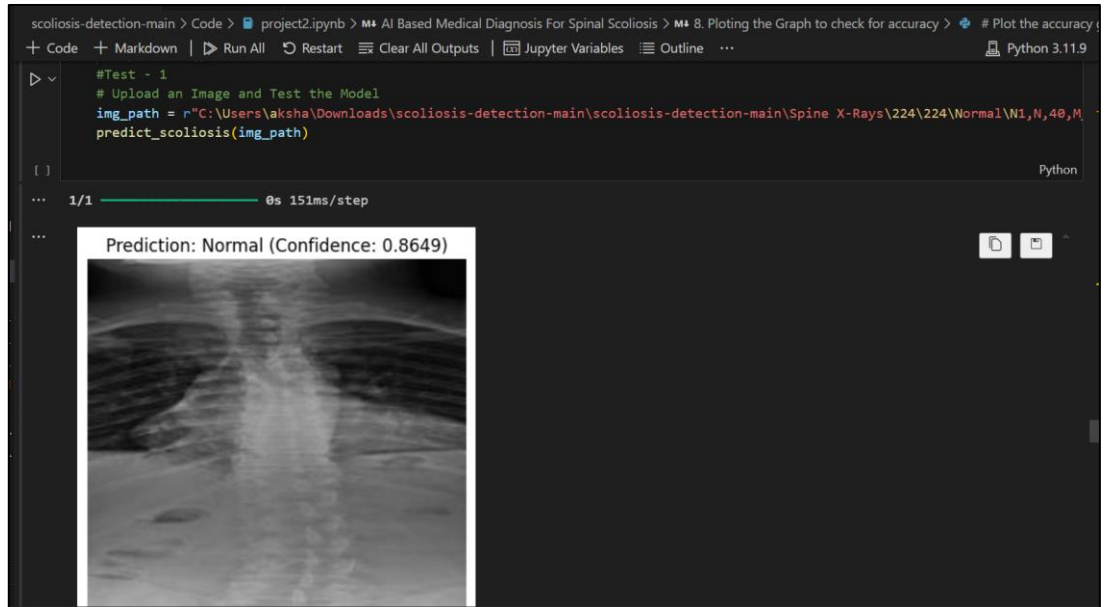 scoliosis-detection-main > Code > project2.ipynb > M↓ AI Based Medical Diagnosis For Spinal Scoliosis > M↓ 8. Ploting the Graph to check for accuracy > # Plot the accuracy
+ Code + Markdown | Run All Restart Clear All Outputs | Jupyter Variables Outline ... Python 3.11.9
#Test - 1
# Upload an Image and Test the Model
img_path = r"C:\Users\aksha\Downloads\scoliosis-detection-main\scoliosis-detection-main\Spine X-Rays\224\224\Normal\N1,N,40,M
predict_scoliosis(img_path)
[ ] Python
... 1/1 0s 151ms/step
...
Prediction: Normal (Confidence: 0.8649)